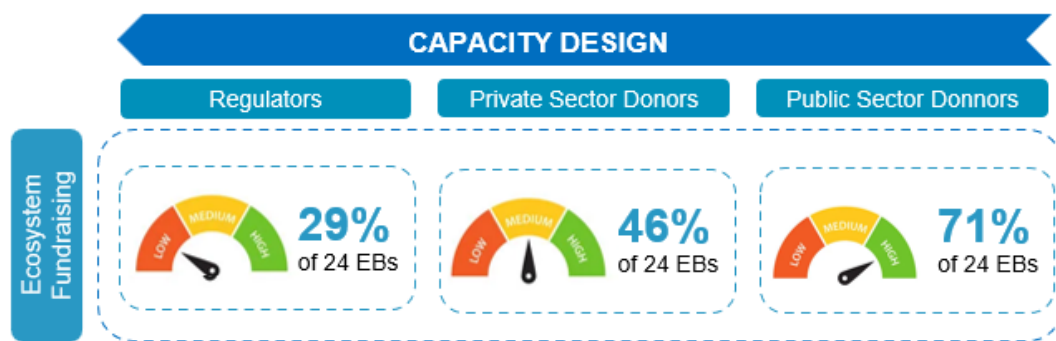 CAPACITY DESIGN
Regulators
Private Sector Donors
Public Sector Donnors
Ecosystem
Fundraising
LOW
MEDIUM
HIGH
29%
of 24 EBs
LOW
MEDIUM
HIGH
46%
of 24 EBs
LOW
MEDIUM
HIGH
71%
of 24 EBs